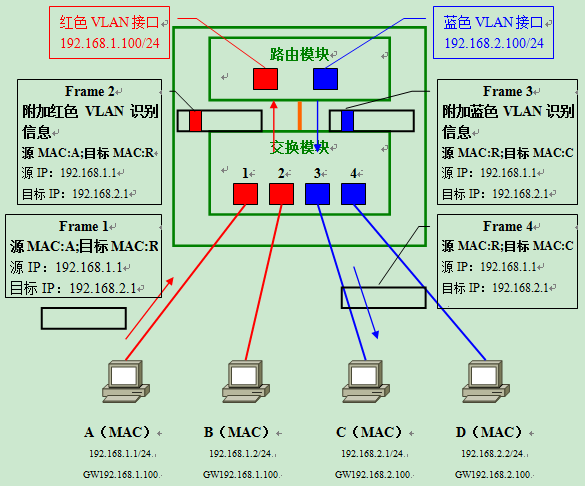 红色 VLAN 接口
192.168.1.100/24
蓝色 VLAN 接口
192.168.2.100/24
路由模块
Frame 2
附加红色 VLAN 识别
信息
源 MAC:A;目标 MAC:R
源 IP：192.168.1.1
目标 IP：192.168.2.1
Frame 3
附加蓝色 VLAN 识别
信息
源 MAC:R;目标 MAC:C
源 IP：192.168.1.1
目标 IP：192.168.2.1
交换模块
1 2 3 4
Frame 1
源 MAC:A;目标 MAC:R
源 IP：192.168.1.1
目标 IP：192.168.2.1
Frame 4
源 MAC:R;目标 MAC:C
源 IP：192.168.1.1
目标 IP：192.168.2.1
A（MAC） B（MAC） C（MAC） D（MAC）
192.168.1.1/24. 192.168.1.2/24. 192.168.2.1/24. 192.168.2.2/24.
GW192.168.1.100. GW192.168.1.100. GW192.168.2.100. GW192.168.2.100.